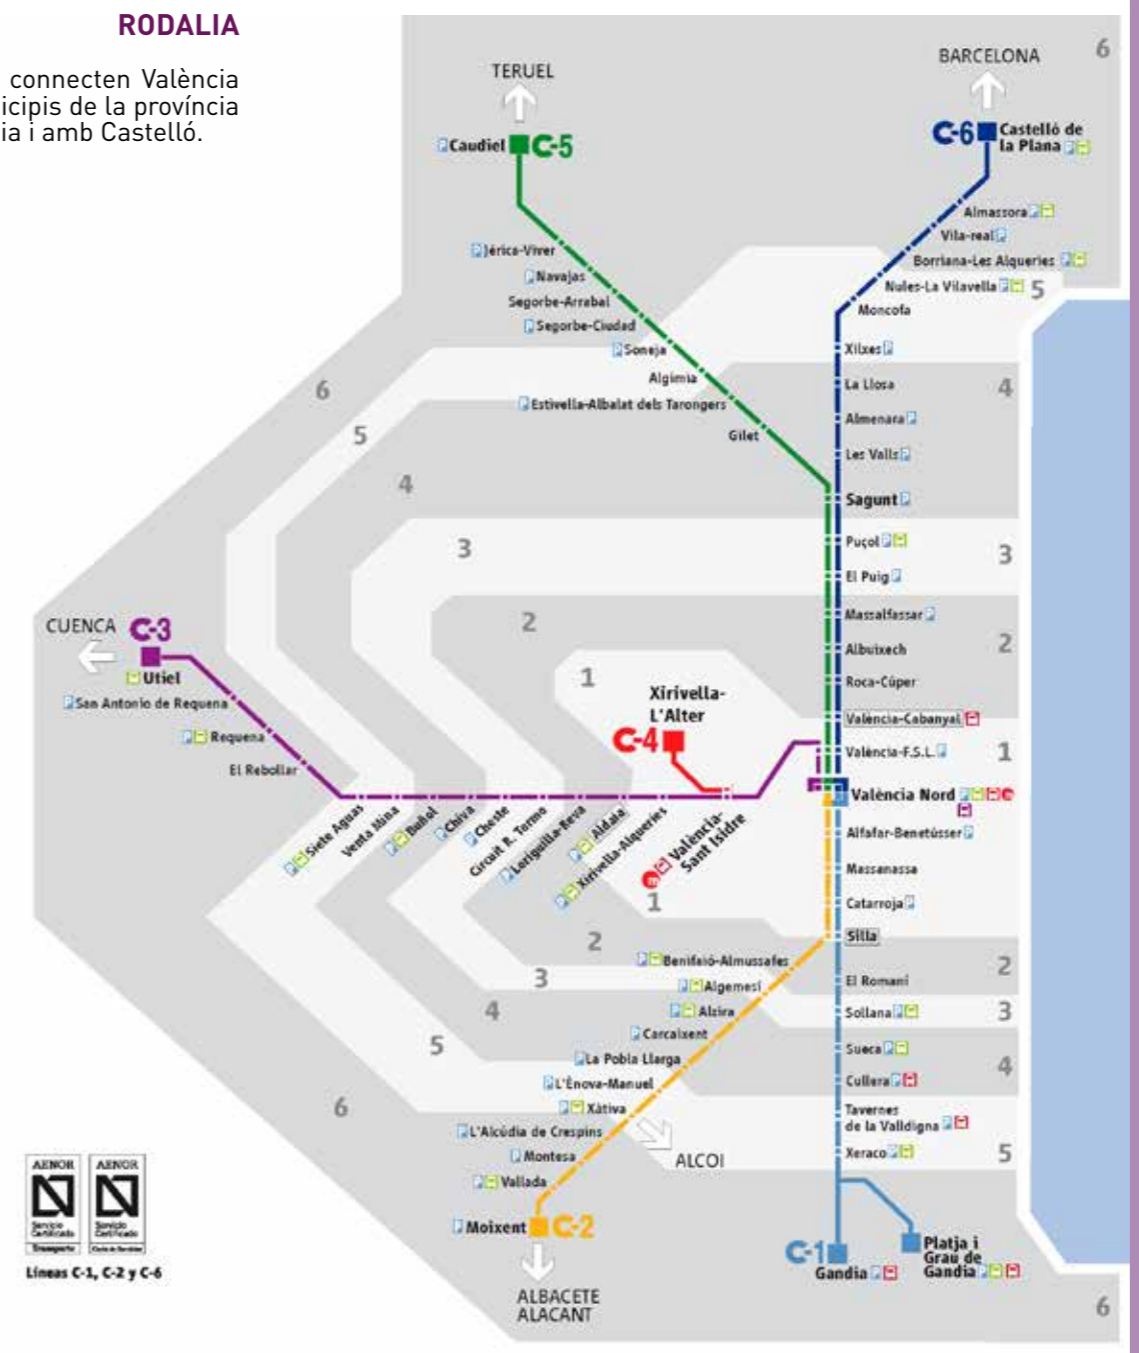 RODALIA
connecten València
icipis de la província
ia i amb Castelló.
TERUEL
BARCELONA
6
Caudiel C-5
C-6 Castelló de
la Plana
Almassora
Vila-real
Borriana-Les Alqueries
Nules-La Vilavella
5
Moncofa
Jérica-Viver
Navajas
Segorbe-Arrabal
Segorbe-Ciudad
Soneja
Algimia
Estivella-Albalat dels Tarongers
Gilet
Xilxes
La Llosa
4
Almenara
Les Valls
Sagunt
Puçol
3
El Puig
Massalfassar
Albuixech
2
Roca-Cúper
València-Cabanyal
València-F.S.L.
1
València Nord
6
5
4
3
2
1
CUENCA
C-3
Utiel
San Antonio de Requena
Requena
El Rebollar
Xirivella-
L'Alter
C-4
Siete Aguas
Venta Mina
Buñol
Chiva
Cheste
Circuit R. Tormo
Loriguilla-Reva
Aldaia
Xirivella-Alqueries
València-
Sant Isidre
Alfafar-Benetússer
Massanassa
Catarroja
Silla
El Romaní
2
Sollana
3
Sueca
4
Cullera
Tavernes
de la Valldigna
Xeraco
5
1
2
3
4
5
6
Benifaió-Almussafes
Algemesí
Alzira
Carcaixent
La Pobla Llarga
L'Ènova-Manuel
Xàtiva
L'Alcúdia de Crespins
Montesa
Vallada
ALCOI
Moixent C-2
ALBACETE
ALACANT
C-1
Gandia
Platja i
Grau de
Gandia
6
AENOR
AENOR
Servicio
Certificado
Servicio
Certificado
Transporte
Líneas C-1, C-2 y C-6